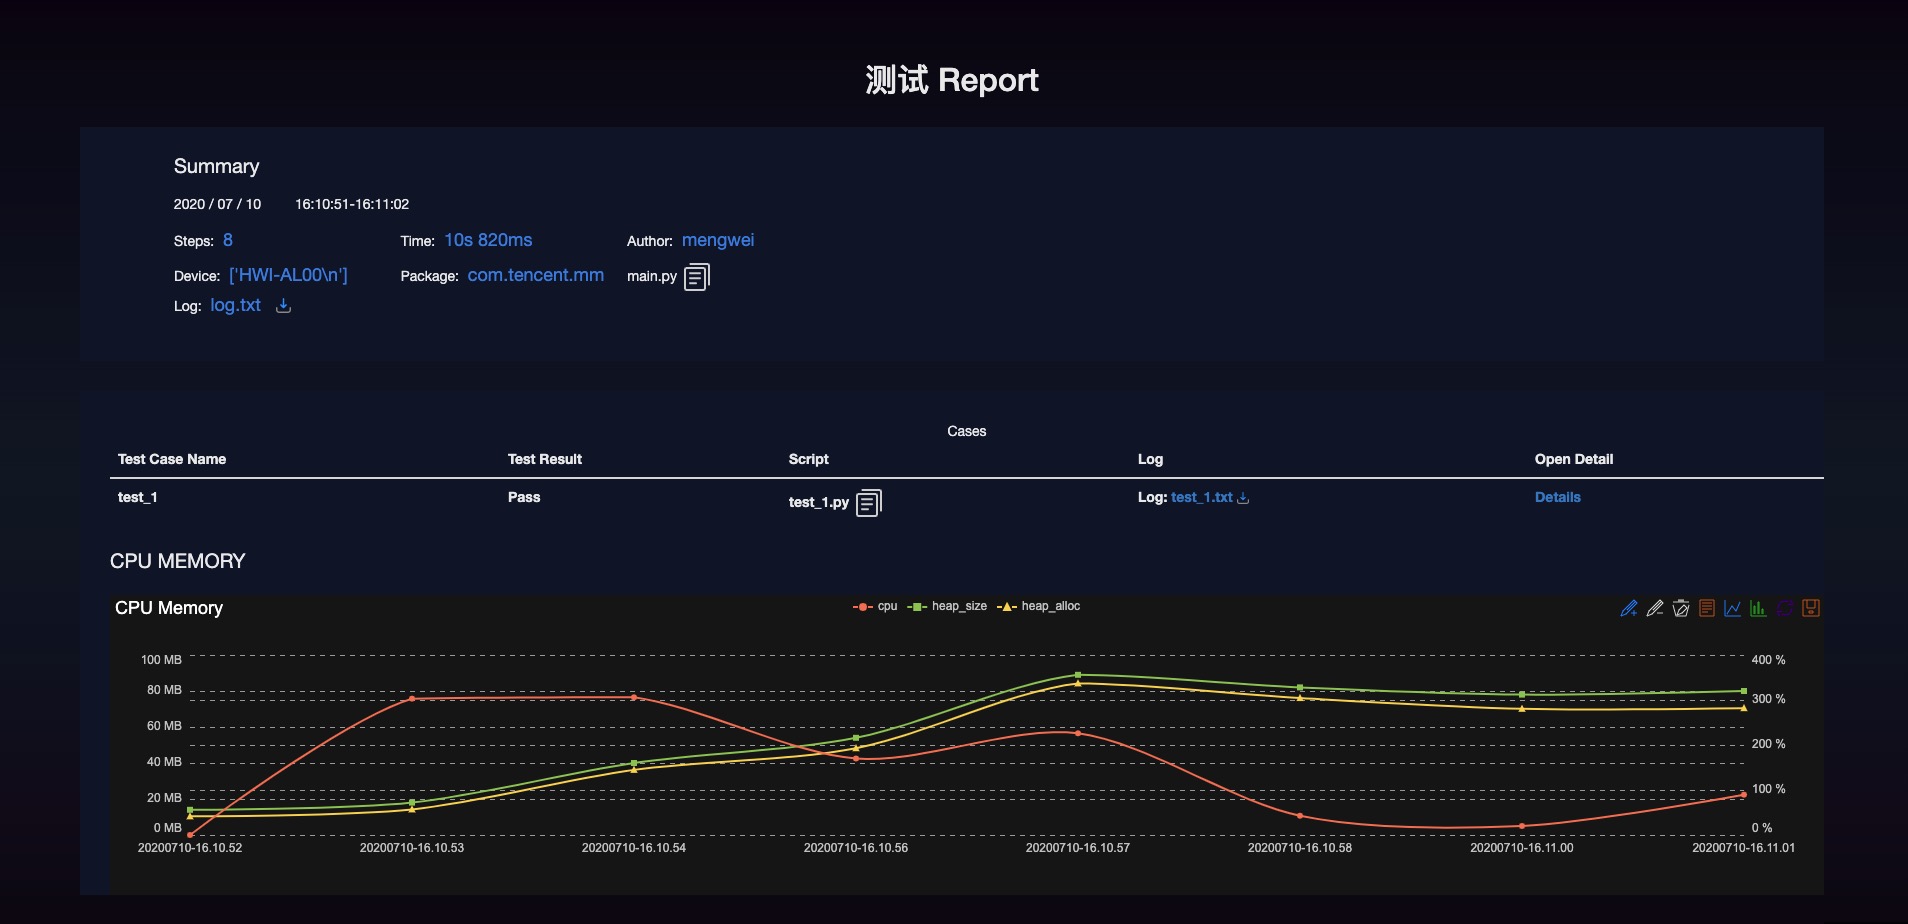 测试 Report
Summary
2020 / 07 / 10 16:10:51-16:11:02
Steps: 8 Time: 10s 820ms Author: mengwei
Device: ['HWI-AL00\n'] Package: com.tencent.mm main.py
Log: log.txt
Cases
Test Case Name Test Result Script Log Open Detail
test_1 Pass test_1.py Log: test_1.txt Details
CPU MEMORY
CPU Memory cpu heap_size heap_alloc
100 MB 400 %
80 MB 300 %
60 MB
200 %
40 MB
100 %
20 MB
0 MB 0 %
20200710-16.10.52 20200710-16.10.53 20200710-16.10.54 20200710-16.10.56 20200710-16.10.57 20200710-16.10.58 20200710-16.11.00 20200710-16.11.01